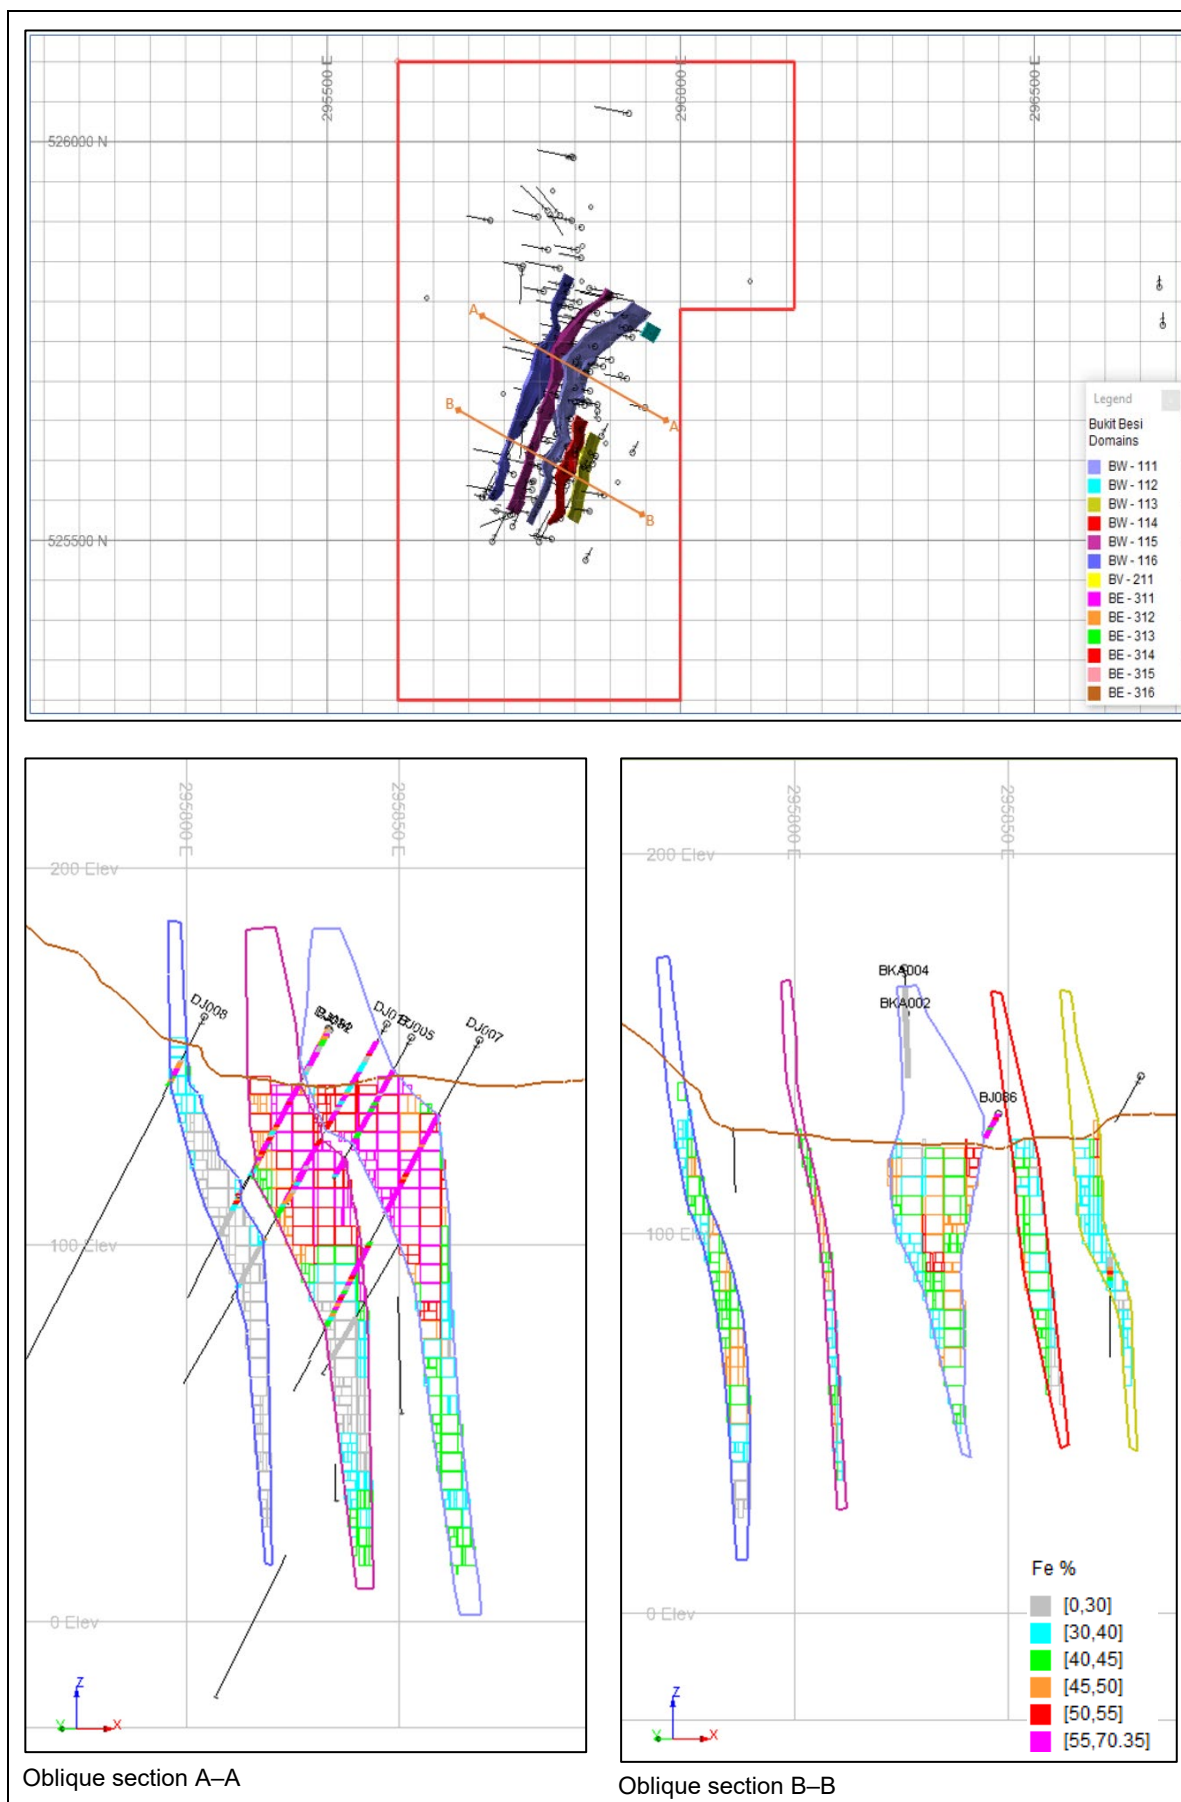 295500 E
296000 E
296500 E
526000 N
A
A
B
B
525500 N
Legend
Bukit Besi
Domains
BW - 111
BW - 112
BW - 113
BW - 114
BW - 115
BW - 116
BV - 211
BE - 311
BE - 312
BE - 313
BE - 314
BE - 315
BE - 316
295800 E
295850 E
200 Elev
DJ008
DJ005
DJ007
100 Elev
0 Elev
Z
Y
X
Oblique section A–A
295800 E
295850 E
200 Elev
BKA004
BKA002
BJ086
100 Elev
0 Elev
Fe %
[0,30]
[30,40]
[40,45]
[45,50]
[50,55]
[55,70.35]
Z
Y
X
Oblique section B–B